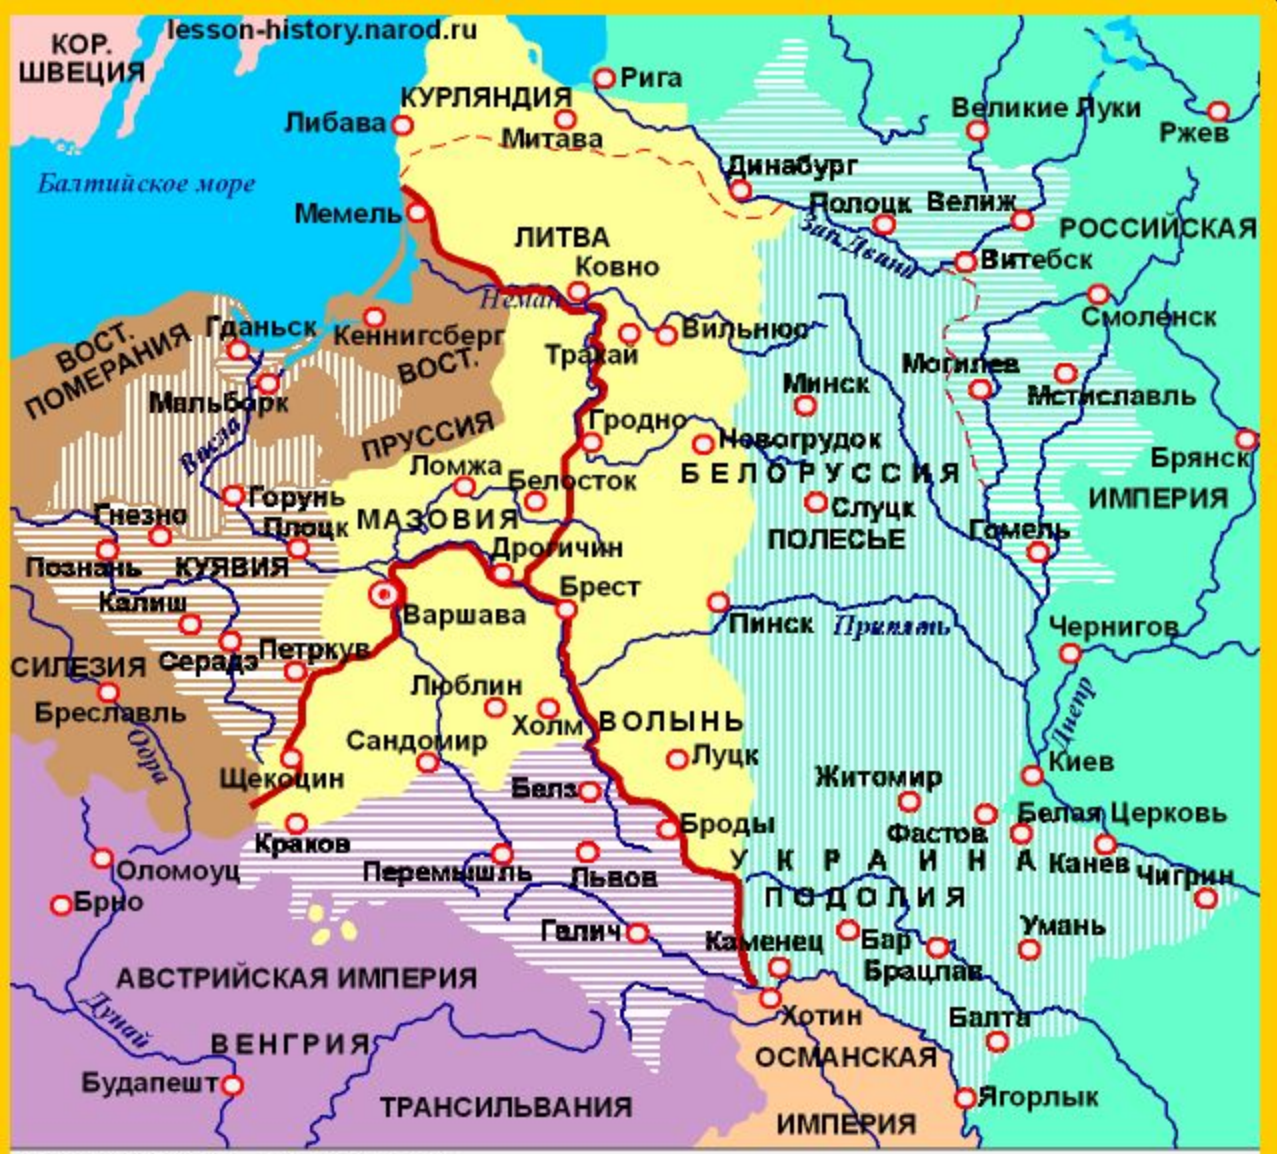 lesson-history.narod.ru
КОР.
ШВЕЦИЯ
Рига
КУРЛЯНДИЯ
Великие Луки
Либава
Митава
Ржев
Балтийское море
Динабург
Полоцк
Велиж
Мемель
ЛИТВА
Зап. Двина
РОССИЙСКАЯ
Ковно
Витебск
Неман
Смоленск
ВОСТ.
ПОМЕРАНИЯ
Гданьск
Кеннигсберг
Тракай
Вильнюс
ВОСТ.
Могилев
Мстиславль
Мальборк
Минск
ПРУССИЯ
Гродно
Новогрудок
Брянск
Висла
Ломжа
БЕЛОРУССИЯ
Горунь
Белосток
Слуцк
ИМПЕРИЯ
Гнезно
Плоцк
МАЗОВИЯ
ПОЛЕСЬЕ
Гомель
Познань
КУЯВИЯ
Дрогичин
Калиш
Варшава
Брест
Пинск
Припять
Чернигов
СИЛЕЗИЯ
Серадз
Петркув
Бреславль
Люблин
Холм
ВОЛЫНЬ
Днепр
Одра
Сандомир
Луцк
Киев
Щекоцин
Белз
Житомир
Краков
Броды
Фастов
Белая Церковь
Оломоуц
Перемышль
Львов
УКРАИНА
Канев
Чигрин
Брно
ПОДОЛИЯ
Галич
Каменец
Бар
Умань
АВСТРИЙСКАЯ ИМПЕРИЯ
Брацлав
Дунай
Хотин
Балта
ВЕНГРИЯ
ОСМАНСКАЯ
Будапешт
ТРАНСИЛЬВАНИЯ
Ягорлык
ИМПЕРИЯ